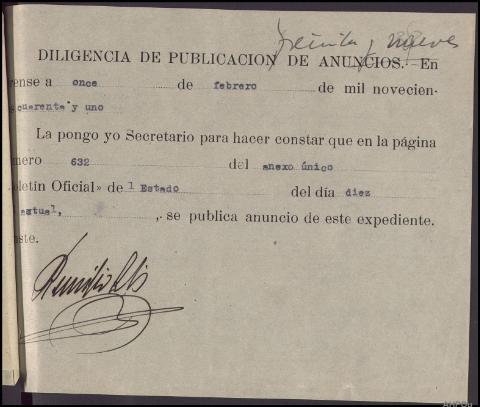 treinta y nueve
DILIGENCIA DE PUBLICACION DE ANUNCIOS.- En
ense a once de febrero de mil novecien-
s cuarenta y uno
La pongo yo Secretario para hacer constar que en la página
mero 632 del anexo único
oletín Oficial» de l Estado del día diez
actual, ,. se publica anuncio de este expediente.
ste.